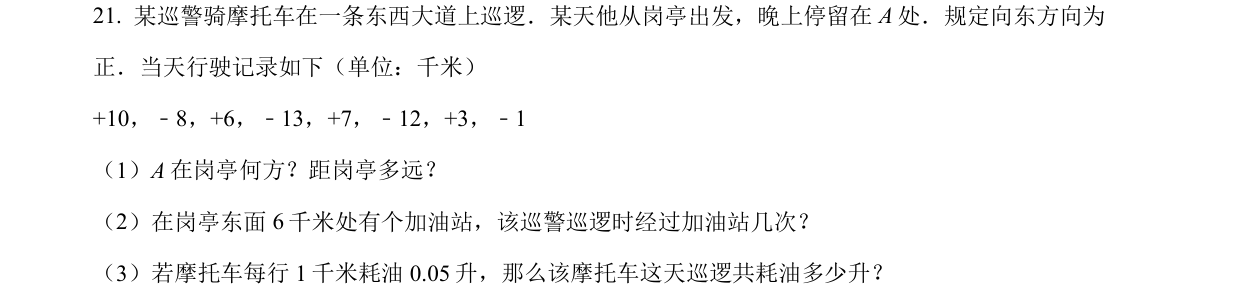 21. 某巡警骑摩托车在一条东西大道上巡逻．某天他从岗亭出发，晚上停留在 A 处．规定向东方向为
正．当天行驶记录如下（单位：千米）
+10，﹣8，+6，﹣13，+7，﹣12，+3，﹣1
（1）A 在岗亭何方？距岗亭多远？
（2）在岗亭东面 6 千米处有个加油站，该巡警巡逻时经过加油站几次？
（3）若摩托车每行 1 千米耗油 0.05 升，那么该摩托车这天巡逻共耗油多少升？